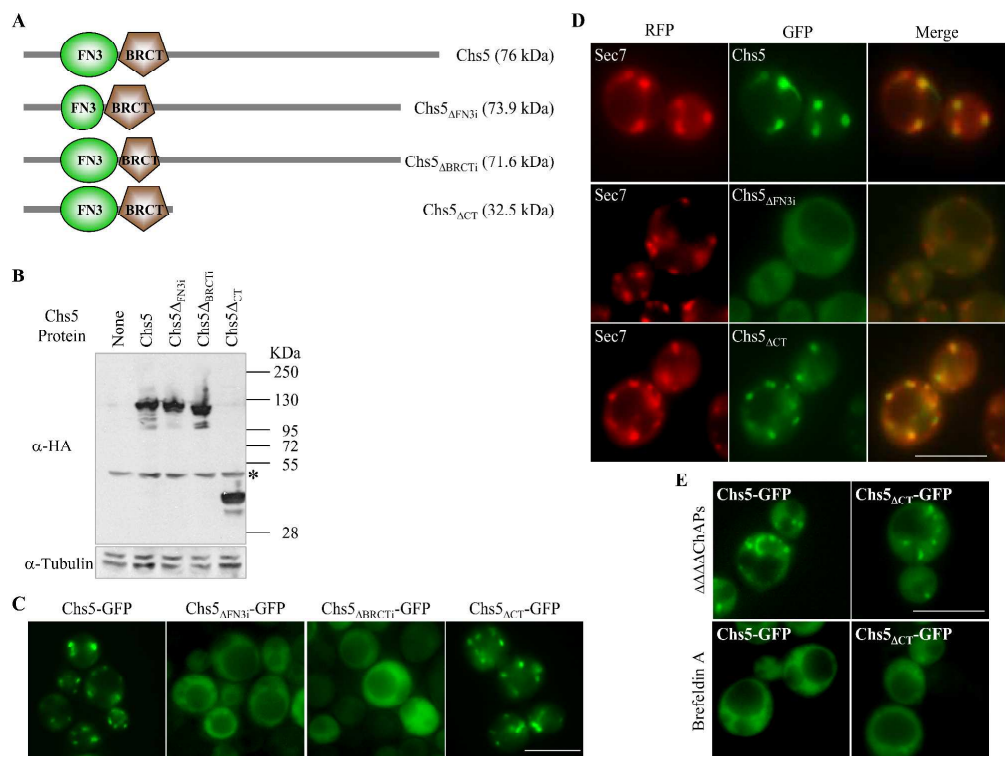 A
FN3 BRCT Chs5 (76 kDa)
FN3 BRCT Chs5ΔFN3i (73.9 kDa)
FN3 BRCT Chs5ΔBRCTi (71.6 kDa)
FN3 BRCT Chs5ΔCT (32.5 kDa)
B
Chs5 Protein
None
Chs5
Chs5ΔFN3i
Chs5ΔBRCTi
Chs5ΔCT
KDa
250
130
95
72
55
*
28
α-HA
α-Tubulin
C
Chs5-GFP Chs5ΔFN3i-GFP Chs5ΔBRCTi-GFP Chs5ΔCT-GFP
D
RFP GFP Merge
Sec7 Chs5
Sec7 Chs5ΔFN3i
Sec7 Chs5ΔCT
E
ΔΔΔΔChAPs
Chs5-GFP Chs5ΔCT-GFP
Brefeldin A
Chs5-GFP Chs5ΔCT-GFP